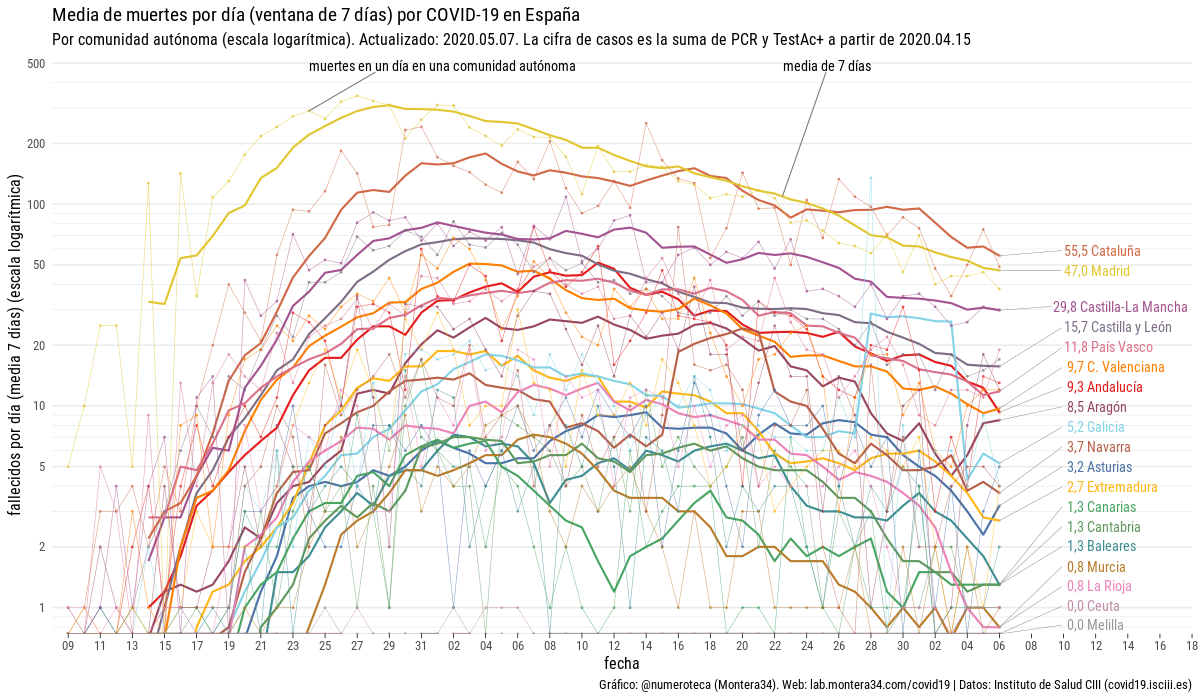 Media de muertes por día (ventana de 7 días) por COVID-19 en España
Por comunidad autónoma (escala logarítmica). Actualizado: 2020.05.07. La cifra de casos es la suma de PCR y TestAc+ a partir de 2020.04.15
muertes en un día en una comunidad autónoma
media de 7 días
fallecidos por día (media 7 días) (escala logarítmica)
500
200
100
50
20
10
5
2
1
55,5 Cataluña
47,0 Madrid
29,8 Castilla-La Mancha
15,7 Castilla y León
11,8 País Vasco
9,7 C. Valenciana
9,3 Andalucía
8,5 Aragón
5,2 Galicia
3,7 Navarra
3,2 Asturias
2,7 Extremadura
1,3 Canarias
1,3 Cantabria
1,3 Baleares
0,8 Murcia
0,8 La Rioja
0,0 Ceuta
0,0 Melilla
09 11 13 15 17 19 21 23 25 27 29 31 02 04 06 08 10 12 14 16 18 20 22 24 26 28 30 02 04 06 08 10 12 14 16 18
fecha
Gráfico: @numeroteca (Montera34). Web: lab.montera34.com/covid19 | Datos: Instituto de Salud CIII (covid19.isciii.es)